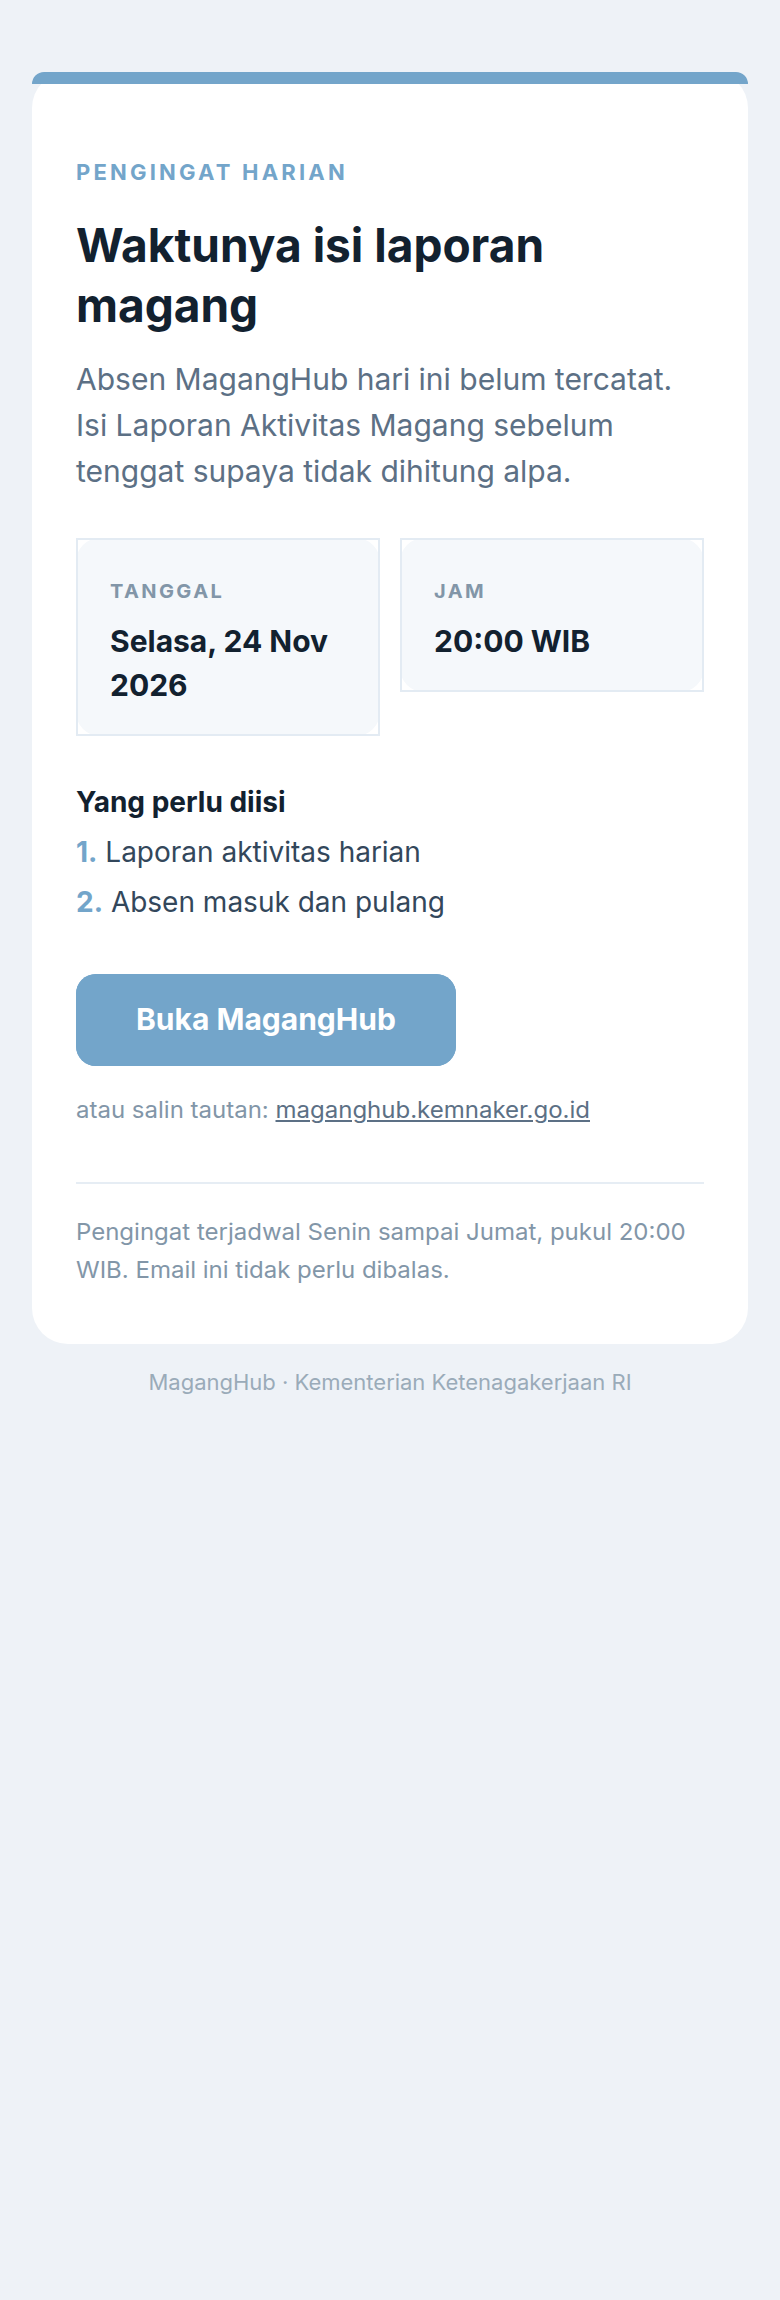 PENGINGAT HARIAN
Waktunya isi laporan
magang
Absen MagangHub hari ini belum tercatat.
Isi Laporan Aktivitas Magang sebelum
tenggat supaya tidak dihitung alpa.
TANGGAL
Selasa, 24 Nov
2026
JAM
20:00 WIB
Yang perlu diisi
1. Laporan aktivitas harian
2. Absen masuk dan pulang
Buka MagangHub
atau salin tautan: maganghub.kemnaker.go.id
Pengingat terjadwal Senin sampai Jumat, pukul 20:00
WIB. Email ini tidak perlu dibalas.
MagangHub · Kementerian Ketenagakerjaan RI